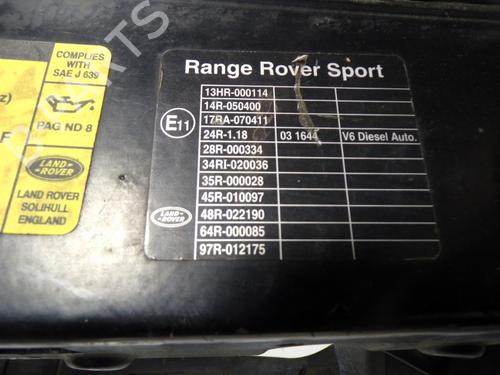 COMPLIES
WITH
SAE J 639
PAG ND 8
F
LAND-
ROVER
LAND ROVER
SOLIHULL
ENGLAND
Range Rover Sport
E11
13HR-000114
14R-050400
17RA-070411
24R-1.18 03 1644 V6 Diesel Auto.
28R-000334
34RI-020036
35R-000028
45R-010097
LAND-
ROVER
48R-022190
64R-000085
97R-012175